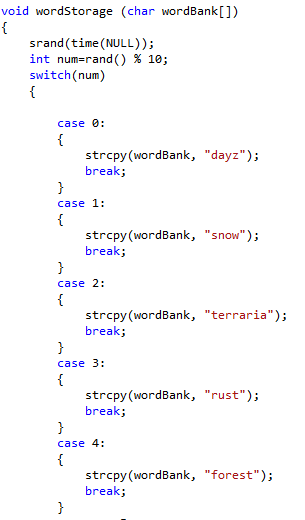 void wordStorage (char wordBank[])
{
    srand(time(NULL));
    int num=rand() % 10;
    switch(num)
    {

        case 0:
        {
            strcpy(wordBank, "dayz");
            break;
        }
        case 1:
        {
            strcpy(wordBank, "snow");
            break;
        }
        case 2:
        {
            strcpy(wordBank, "terraria");
            break;
        }
        case 3:
        {
            strcpy(wordBank, "rust");
            break;
        }
        case 4:
        {
            strcpy(wordBank, "forest");
            break;
        }